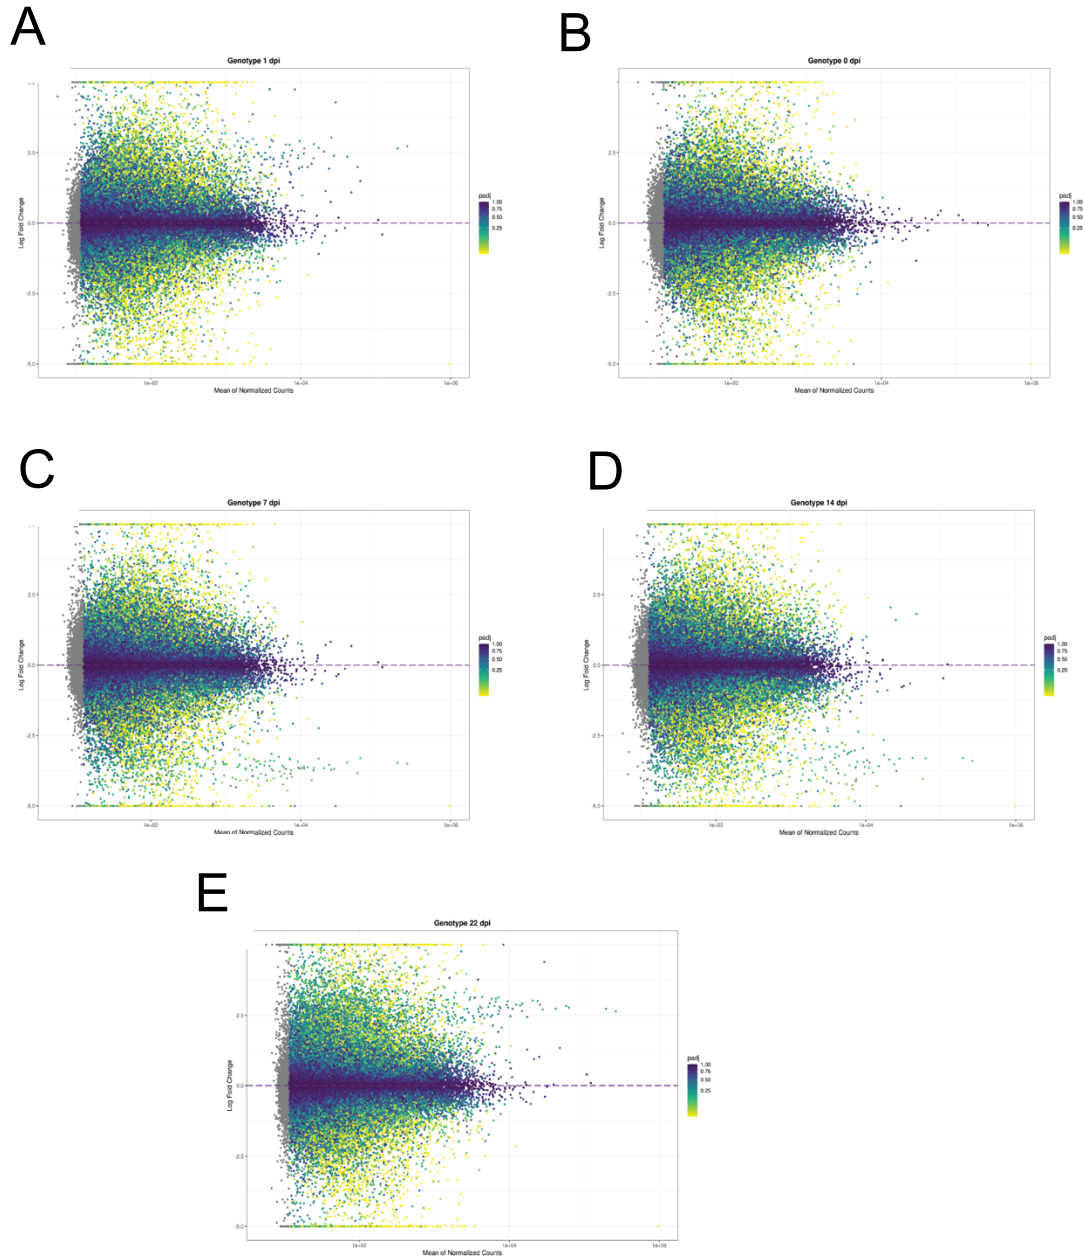 A
Genotype 1 dpi
Log Fold Change
2.5
0.0
-2.5
-5.0
1e+02
1e+04
1e+06
Mean of Normalized Counts
padj
1.00
0.75
0.50
0.25
B
Genotype 0 dpi
Log Fold Change
2.5
0.0
-2.5
-5.0
1e+02
1e+04
1e+06
Mean of Normalized Counts
padj
1.00
0.75
0.50
0.25
C
Genotype 7 dpi
Log Fold Change
2.5
0.0
-2.5
-5.0
1e+02
1e+04
1e+06
Mean of Normalized Counts
padj
1.00
0.75
0.50
0.25
D
Genotype 14 dpi
Log Fold Change
2.5
0.0
-2.5
-5.0
1e+02
1e+04
1e+06
Mean of Normalized Counts
padj
1.00
0.75
0.50
0.25
E
Genotype 22 dpi
Log Fold Change
2.5
0.0
-2.5
-5.0
1e+02
1e+04
1e+06
Mean of Normalized Counts
padj
1.00
0.75
0.50
0.25